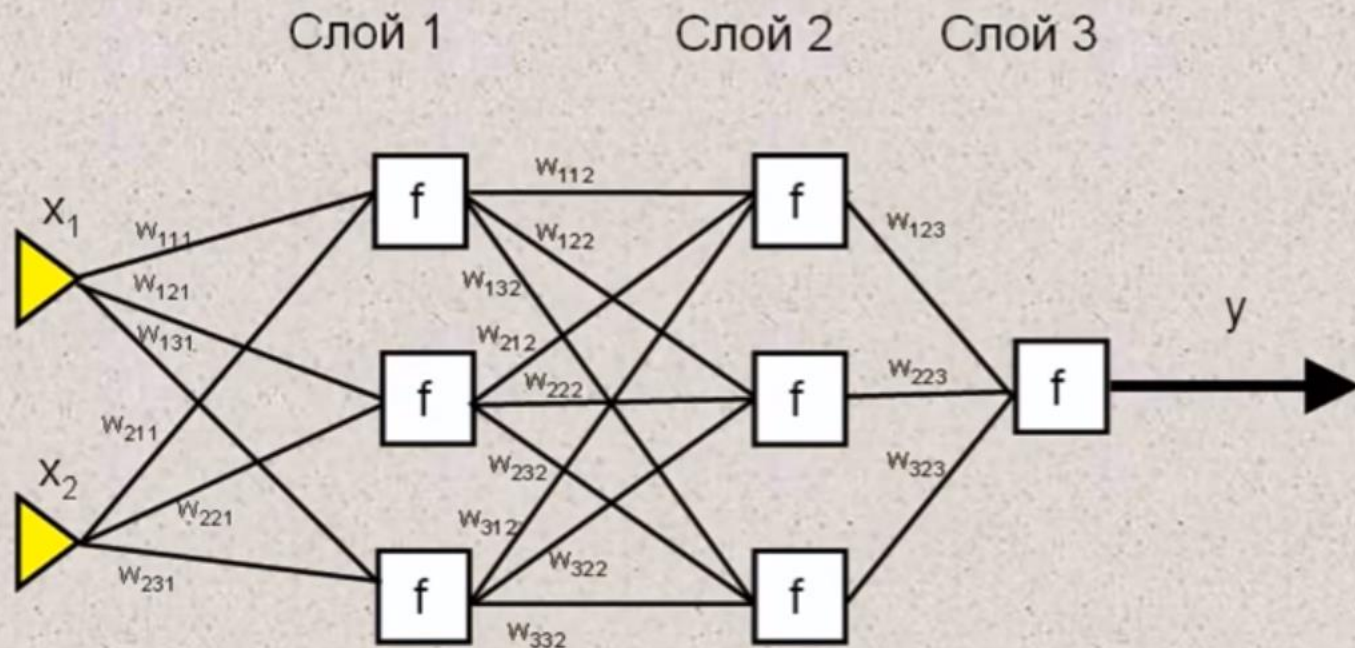 Слой 1 Слой 2 Слой 3
x₁
w₁₁₁
w₁₂₁
w₁₃₁
w₂₁₁
x₂
w₂₂₁
w₂₃₁
f
f
f
w₁₁₂
w₁₂₂
w₁₃₂
w₂₁₂
w₂₂₂
w₂₃₂
w₃₁₂
w₃₂₂
w₃₃₂
f
f
f
w₁₂₃
w₂₂₃
w₃₂₃
f
y